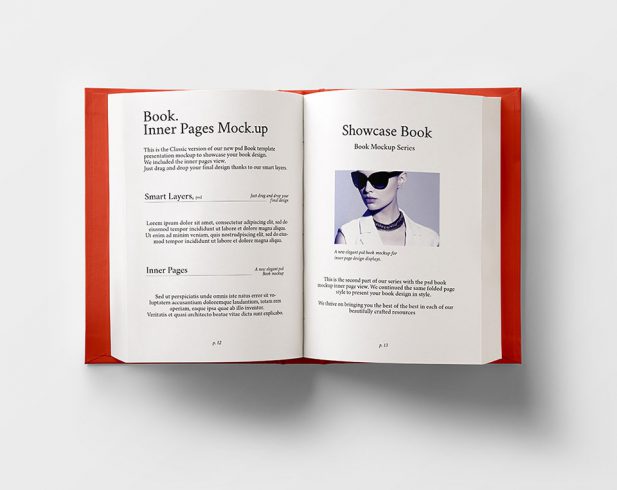 Book.
Inner Pages Mock.up
This is the Classic version of our new psd Book template
presentation mockup to showcase your book design.
We included the inner pages view.
Just drag and drop your final design thanks to our smart layers.
Smart Layers, psd
Just drag and drop your
final design
Lorem ipsum dolor sit amet, consectetur adipiscing elit, sed do
eiusmod tempor incididunt ut labore et dolore magna aliqua.
Ut enim ad minim veniam, quis nostrud
mod tempor incididunt ut labore et dolore magna aliqua.
Inner Pages
A new elegant psd
Book mockup
Sed ut perspiciatis unde omnis iste natus error sit vo-
luptatem accusantium doloremque laudantium, totam rem
aperiam, eaque ipsa quae ab illo invento-
Veritatis et quasi architecto beatae vitae dicta sunt explicabo.
p. 12
Showcase Book
Book Mockup Series
A new elegant psd book mockup for
inner page design displays.
This is the second part of our series with the psd book
mockup inner page view. We continued the same folded page
style to present your book design in style.
We thrive on bringing you the best of the best in each of our
beautifully crafted resources
p. 13